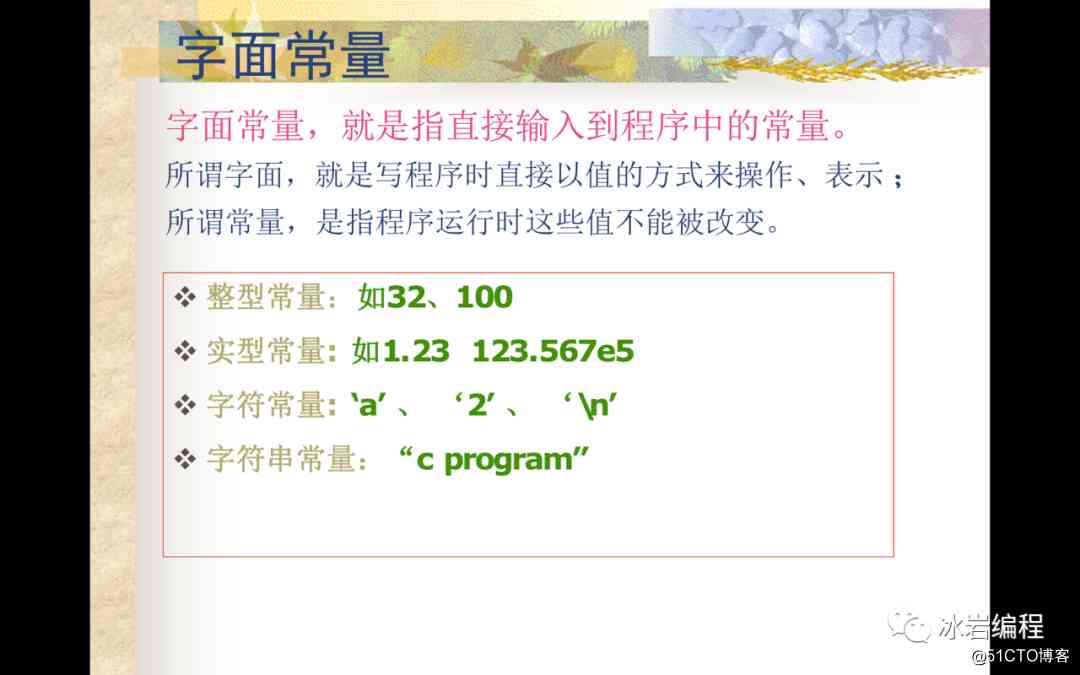 字面常量
字面常量，就是指直接输入到程序中的常量。
所谓字面，就是写程序时直接以值的方式来操作、表示；
所谓常量，是指程序运行时这些值不能被改变。
❖ 整型常量：如32、100
❖ 实型常量: 如1.23 123.567e5
❖ 字符常量: ‘a’ 、 ‘2’ 、 ‘\n’
❖ 字符串常量： “c program”
冰岩编程
@51CTO博客